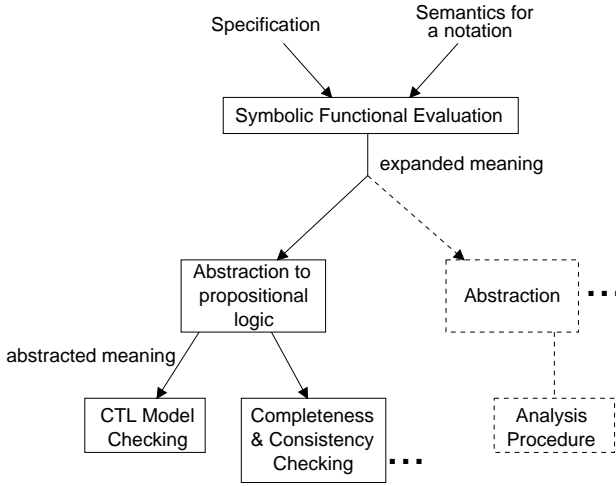 Specification
Semantics for
a notation
Symbolic Functional Evaluation
expanded meaning
Abstraction to
propositional
logic
Abstraction
...
abstracted meaning
CTL Model
Checking
Completeness
& Consistency
Checking
...
Analysis
Procedure